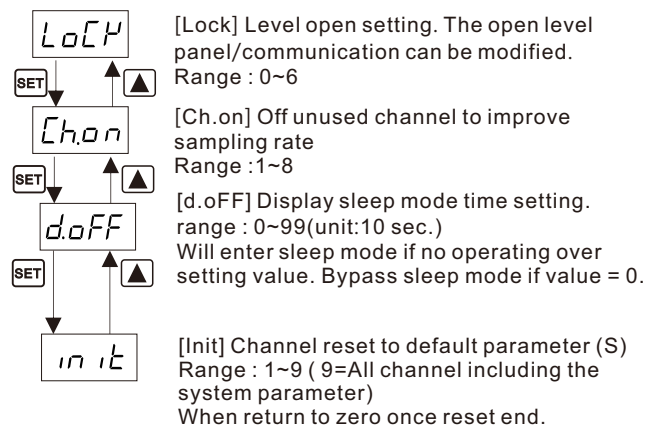 LoCK
[Lock] Level open setting. The open level
panel/communication can be modified.
Range : 0~6
SET
Ch.on
[Ch.on] Off unused channel to improve
sampling rate
Range :1~8
SET
d.oFF
[d.oFF] Display sleep mode time setting.
range : 0~99(unit:10 sec.)
Will enter sleep mode if no operating over
setting value. Bypass sleep mode if value = 0.
SET
init
[Init] Channel reset to default parameter (S)
Range : 1~9 ( 9=All channel including the
system parameter)
When return to zero once reset end.